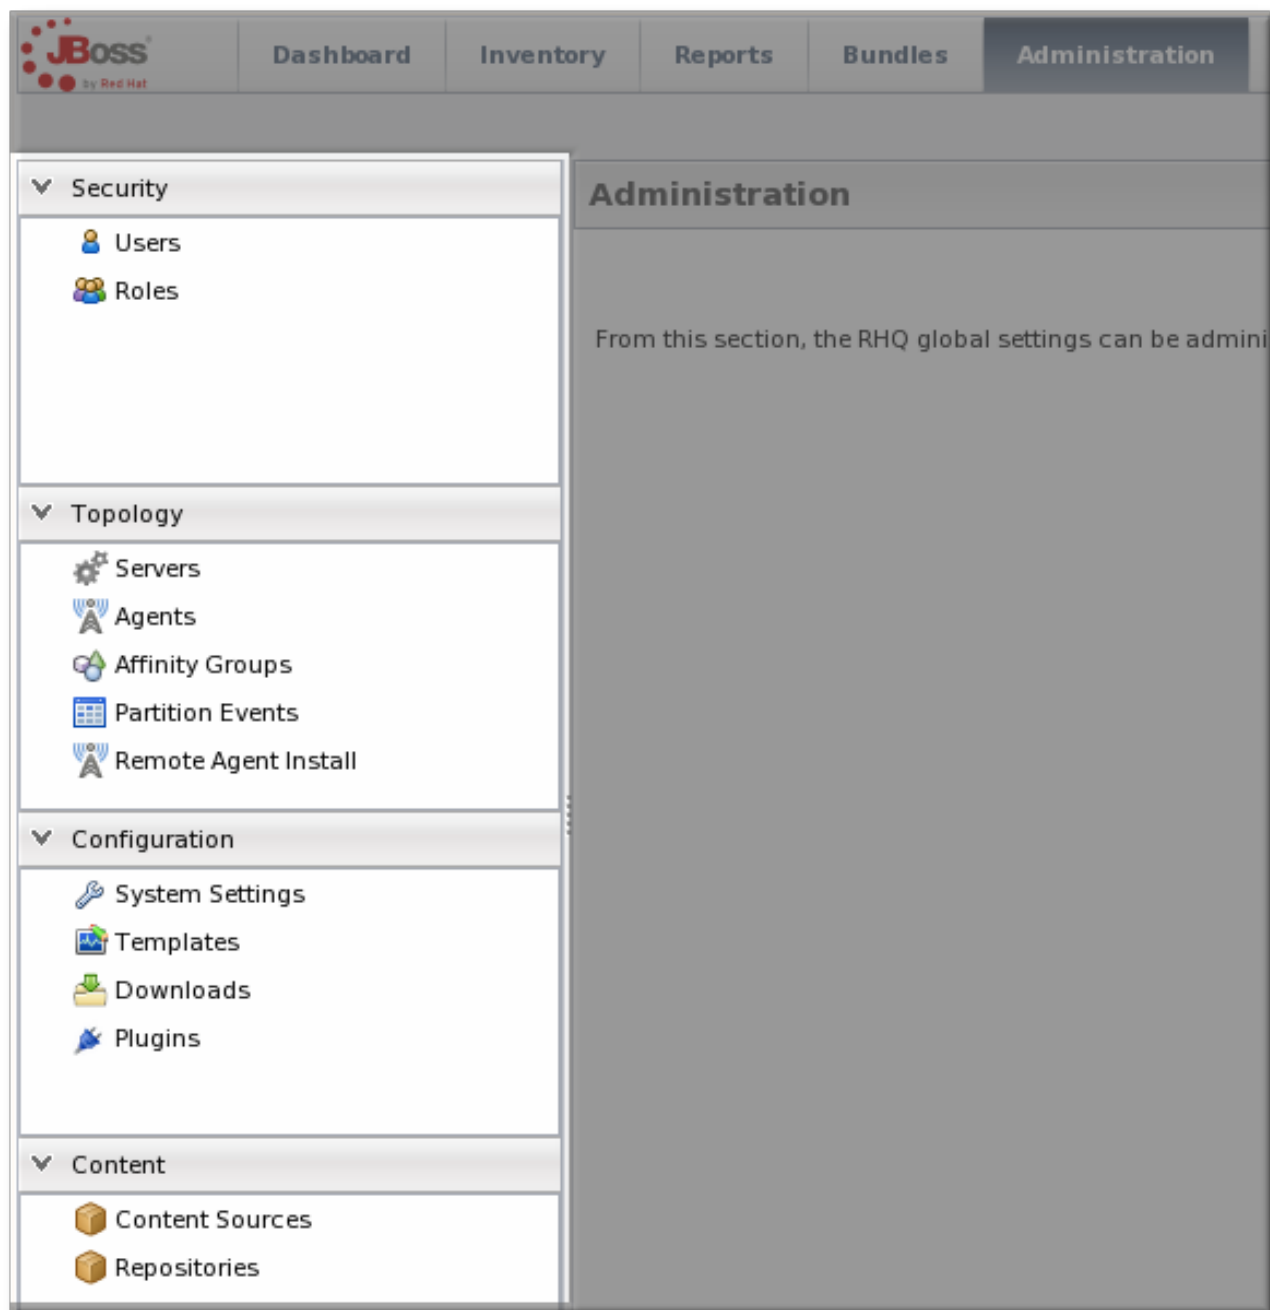 JBoss
by Red Hat
Dashboard
Inventory
Reports
Bundles
Administration
Security
Users
Roles
Topology
Servers
Agents
Affinity Groups
Partition Events
Remote Agent Install
Configuration
System Settings
Templates
Downloads
Plugins
Content
Content Sources
Repositories
Administration
From this section, the RHQ global settings can be admini